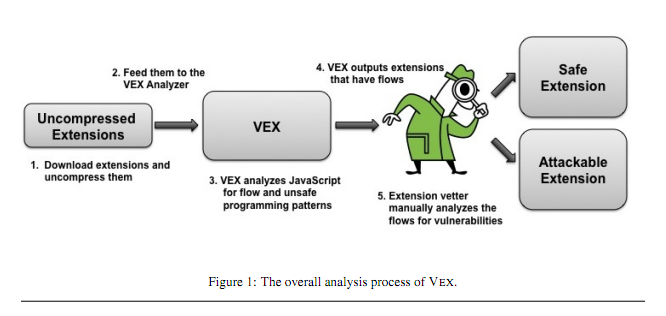 2. Feed them to the
VEX Analyzer
4. VEX outputs extensions
that have flows
Safe
Extension
Uncompressed
Extensions
VEX
Attackable
Extension
1. Download extensions and
uncompress them
3. VEX analyzes JavaScript
for flow and unsafe
programming patterns
5. Extension vetter
manually analyzes the
flows for vulnerabilities
Figure 1: The overall analysis process of VEX.